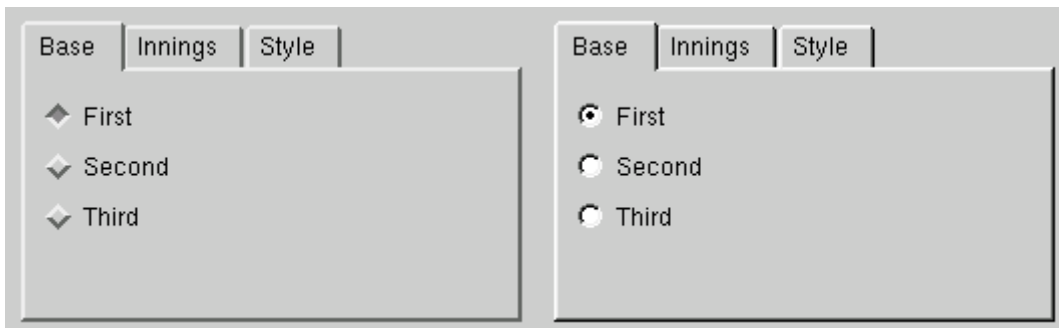 Base Innings Style
First
Second
Third
Base Innings Style
First
Second
Third